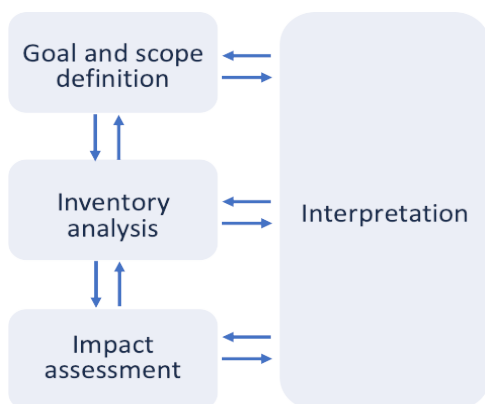 Goal and scope
definition
Inventory
analysis
Interpretation
Impact
assessment